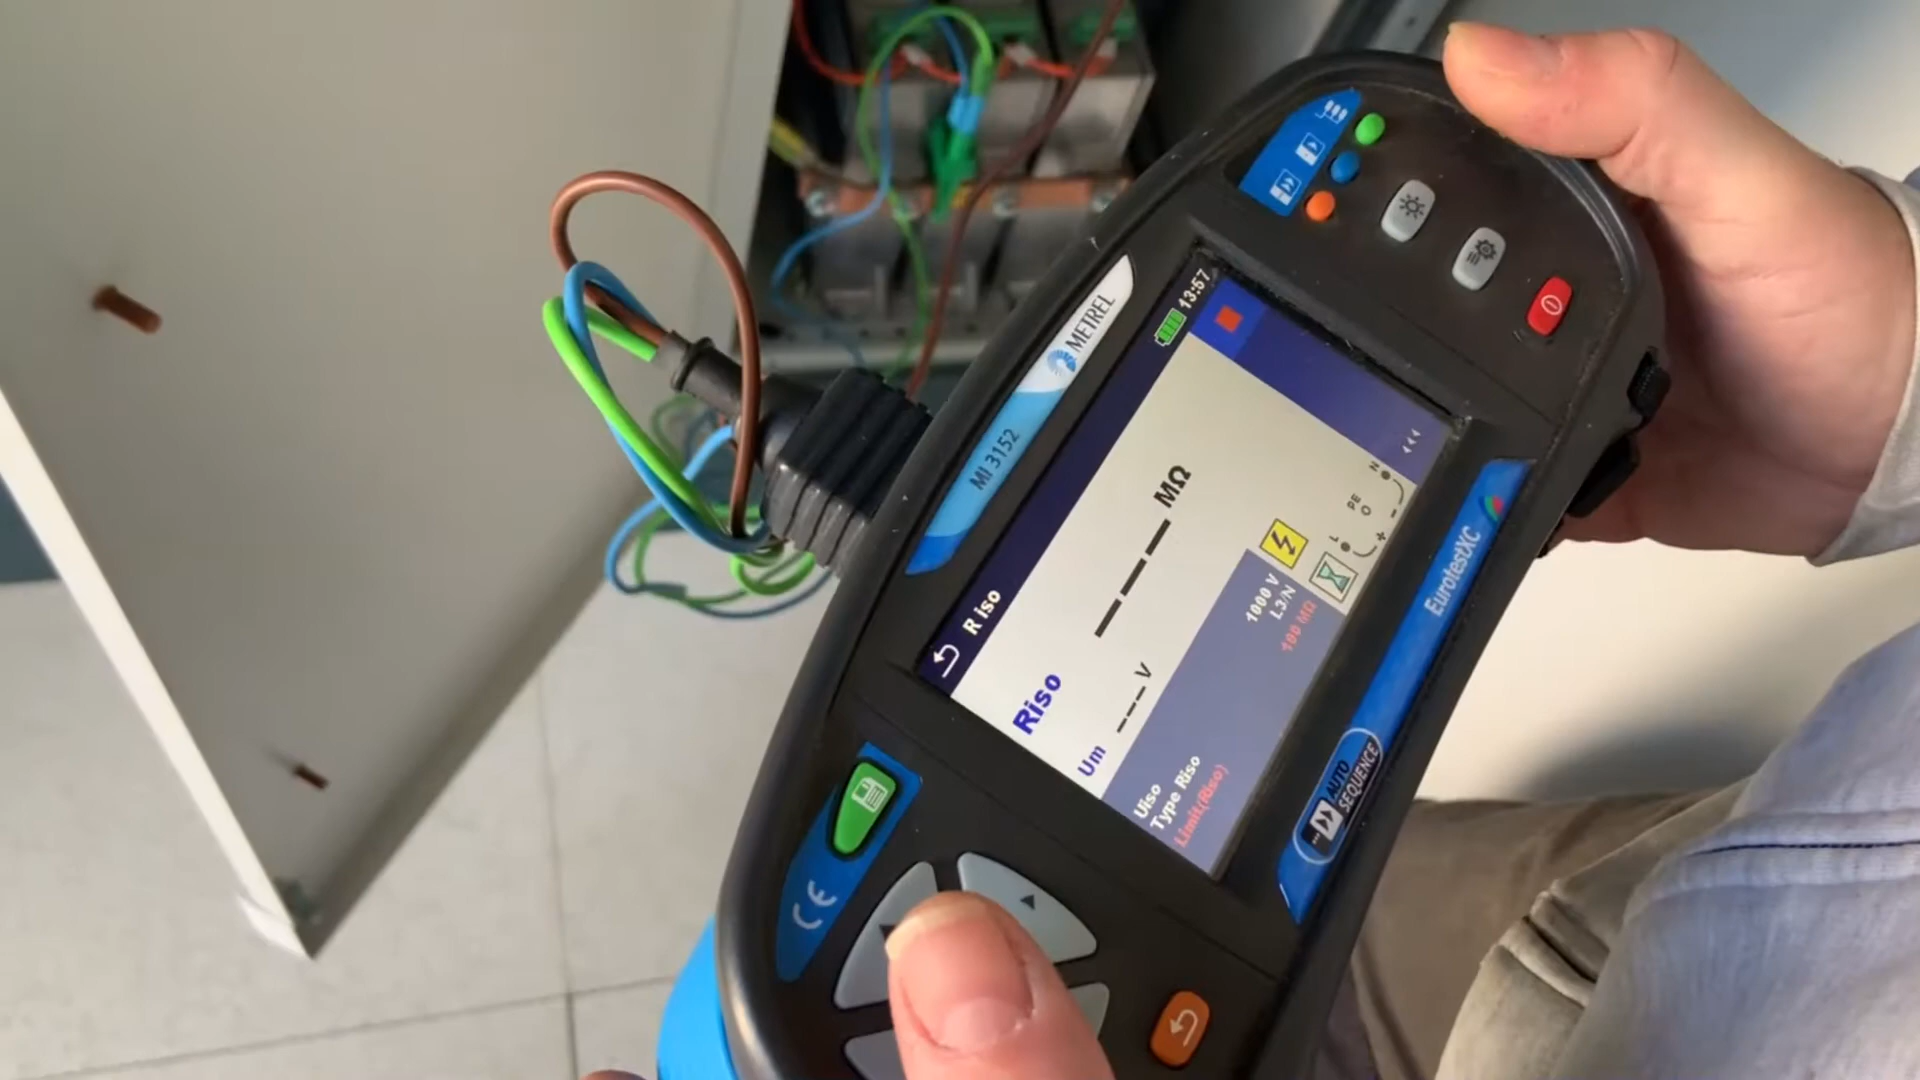 METREL
MI 3152
13:57
R iso
Riso
--- MΩ
Um
--- V
Uiso
1000 V
Type Riso
L3/N
Limit(Riso)
100 MΩ
L
PE
N
EurotestXC
AUTO
SEQUENCE
CE